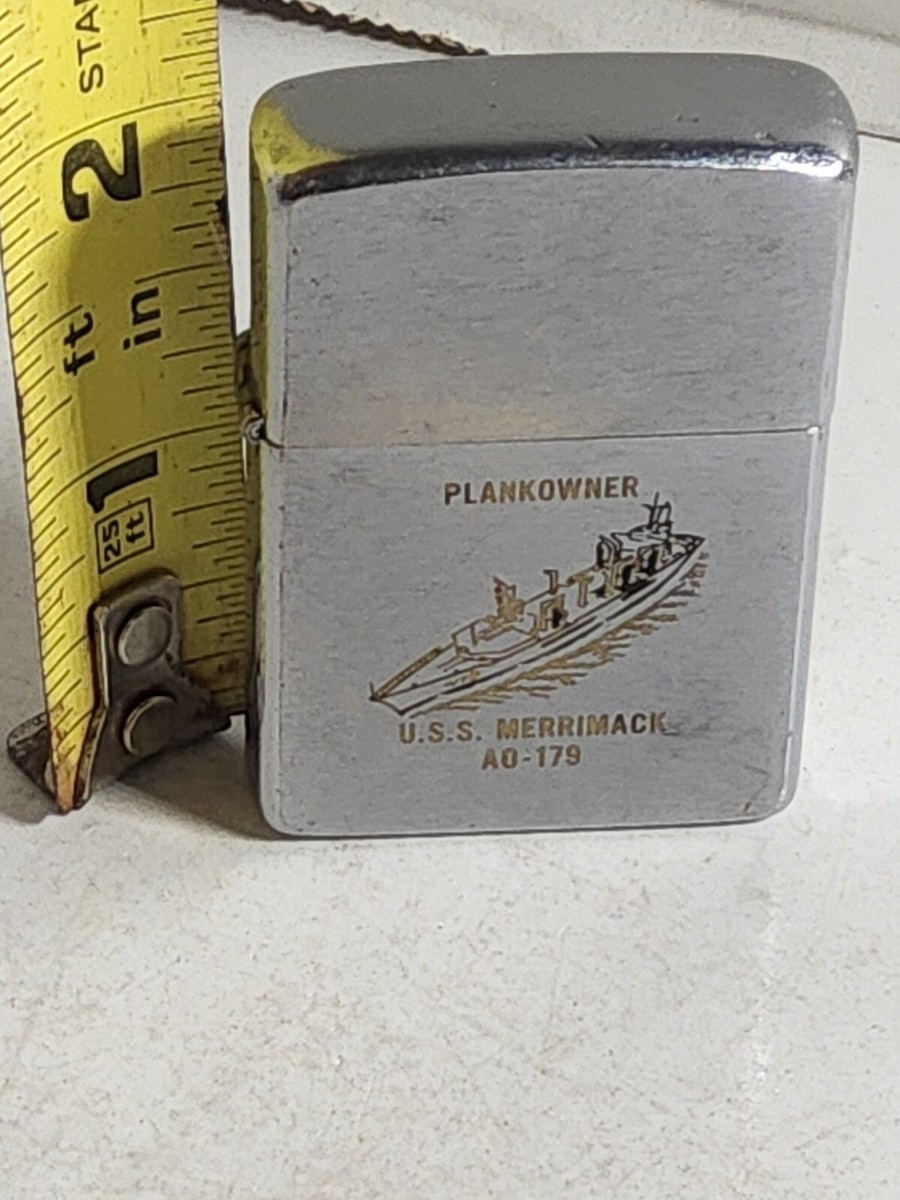 STA
2
ft
in
1
25
ft
PLANKOWNER
U.S.S. MERRIMACK
AO-179